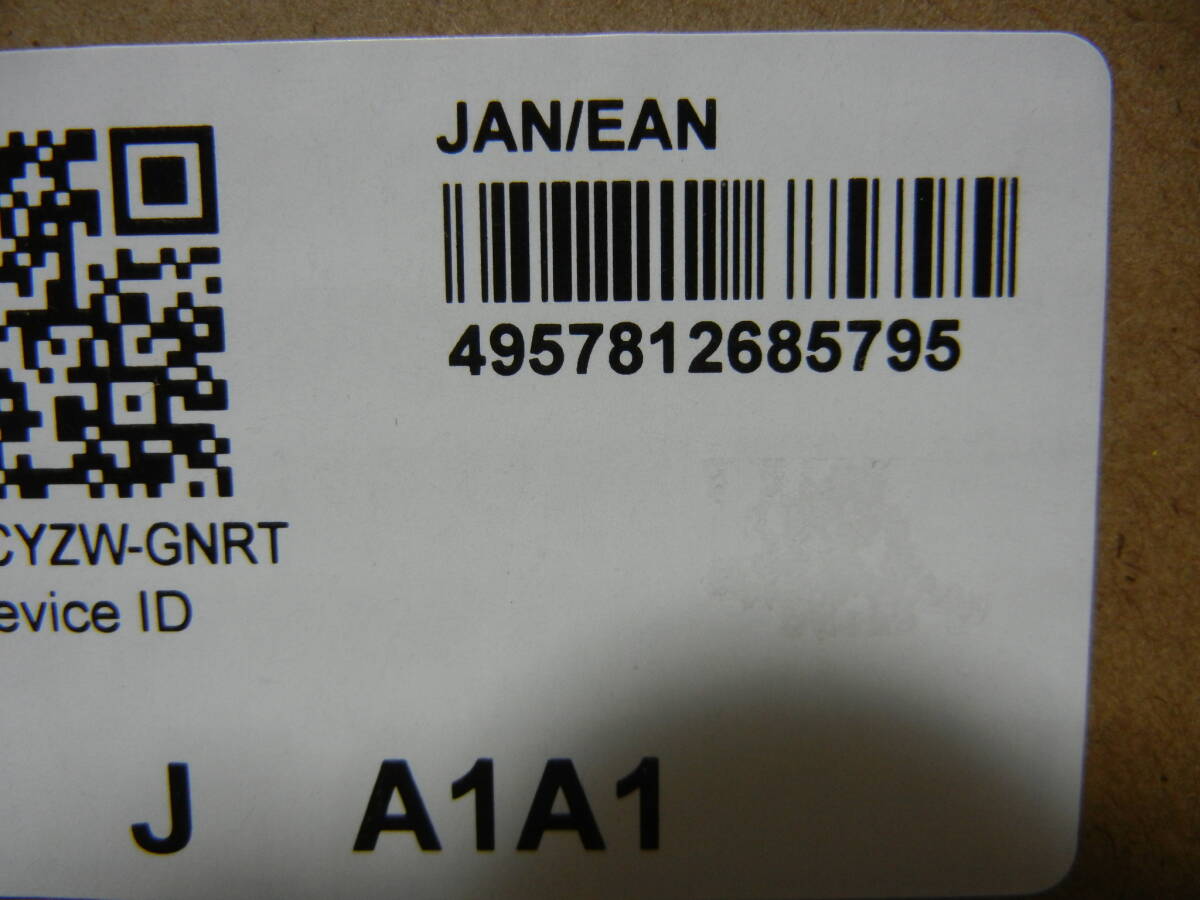 JAN/EAN
4957812685795
CYZW-GNRT
evice ID
J A1A1